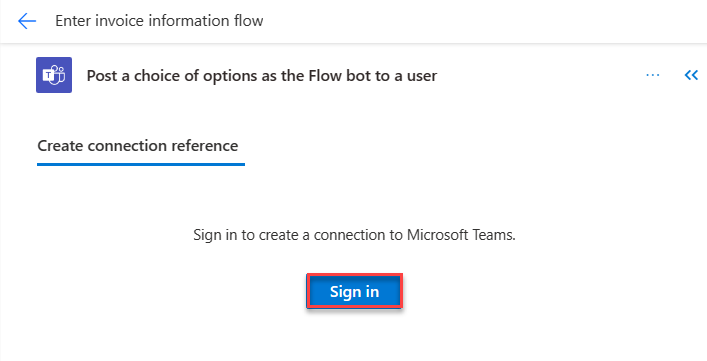 Enter invoice information flow
Post a choice of options as the Flow bot to a user
Create connection reference
Sign in to create a connection to Microsoft Teams.
Sign in